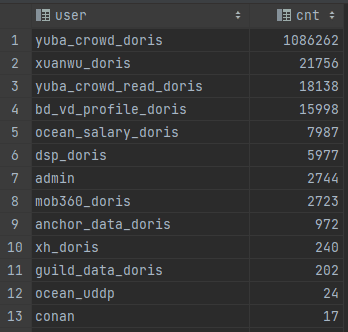 user cnt
1 yuba_crowd_doris 1086262
2 xuanwu_doris 21756
3 yuba_crowd_read_doris 18138
4 bd_vd_profile_doris 15998
5 ocean_salary_doris 7987
6 dsp_doris 5977
7 admin 2744
8 mob360_doris 2723
9 anchor_data_doris 972
10 xh_doris 240
11 guild_data_doris 202
12 ocean_uddp 24
13 conan 17